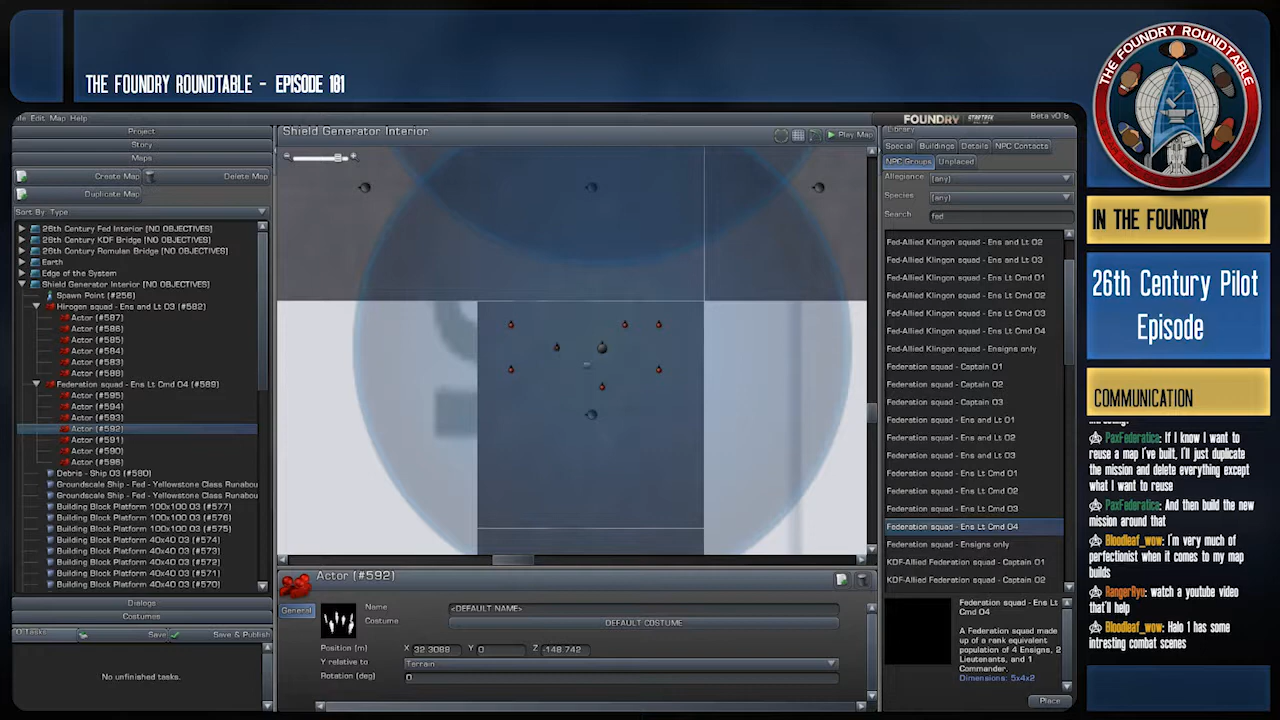 THE FOUNDRY ROUNDTABLE
THE FOUNDRY ROUNDTABLE - EPISODE 181
File Edit Map Help
Project
Story
Maps
Create Map
Delete Map
Duplicate Map
Sort By Type
26th Century Fed Interior [NO OBJECTIVES]
26th Century KDF Bridge [NO OBJECTIVES]
26th Century Romulan Bridge [NO OBJECTIVES]
Earth
Edge of the System
Shield Generator Interior [NO OBJECTIVES]
Spawn Point [#256]
Hirogen squad - Ens and Lt 03 [#582]
Actor [#587]
Actor [#586]
Actor [#585]
Actor [#584]
Actor [#583]
Actor [#588]
Federation squad - Ens Lt Cmd 04 [#589]
Actor [#595]
Actor [#594]
Actor [#593]
Actor [#592]
Actor [#591]
Actor [#590]
Actor [#596]
Debris - Ship 03 [#580]
Groundscale Ship - Fed - Yellowstone Class Runabou
Groundscale Ship - Fed - Yellowstone Class Runabou
Building Block Platform 100x100 03 [#577]
Building Block Platform 100x100 03 [#576]
Building Block Platform 100x100 03 [#575]
Building Block Platform 40x40 03 [#574]
Building Block Platform 40x40 03 [#573]
Building Block Platform 40x40 03 [#572]
Building Block Platform 40x40 03 [#571]
Building Block Platform 40x40 03 [#570]
Dialogs
Costumes
Save
Save & Publish
No unfinished tasks.
Shield Generator Interior
Play Map
Actor [#592]
General
Name
<DEFAULT NAME>
Costume
DEFAULT COSTUME
Position [m]
X 32.3088
Y 0
Z -148.742
Y relative to
Terrain
Rotation [deg]
0
FOUNDRY
STAR TREK
Library
Special
Buildings
Details
NPC Contacts
NPC Groups
Unplaced
Allegiance
[any]
Species
[any]
Search
fed
Fed-Allied Klingon squad - Ens and Lt 02
Fed-Allied Klingon squad - Ens and Lt 03
Fed-Allied Klingon squad - Ens Lt Cmd 01
Fed-Allied Klingon squad - Ens Lt Cmd 02
Fed-Allied Klingon squad - Ens Lt Cmd 03
Fed-Allied Klingon squad - Ens Lt Cmd 04
Fed-Allied Klingon squad - Ensigns only
Federation squad - Captain 01
Federation squad - Captain 02
Federation squad - Captain 03
Federation squad - Ens and Lt 01
Federation squad - Ens and Lt 02
Federation squad - Ens and Lt 03
Federation squad - Ens Lt Cmd 01
Federation squad - Ens Lt Cmd 02
Federation squad - Ens Lt Cmd 03
Federation squad - Ens Lt Cmd 04
Federation squad - Ensigns only
KDF-Allied Federation squad - Captain 01
KDF-Allied Federation squad - Captain 02
Federation squad - Ens Lt
Cmd 04
A Federation squad made
up of a rank equivalent
population of 4 Ensigns, 2
Lieutenants, and 1
Commander.
Dimensions: 5x4x2
Place
IN THE FOUNDRY
26th Century Pilot
Episode
COMMUNICATION
PaxFederatica: If I know I want to
reuse a map I've built, I'll just duplicate
the mission and delete everything except
what I want to reuse
PaxFederatica: And then build the new
mission around that
Bloodleaf_wow: I'm very much of
perfectionist when it comes to my map
builds
RangerRyu: watch a youtube video
that'll help
Bloodleaf_wow: Halo 1 has some
intresting combat scenes